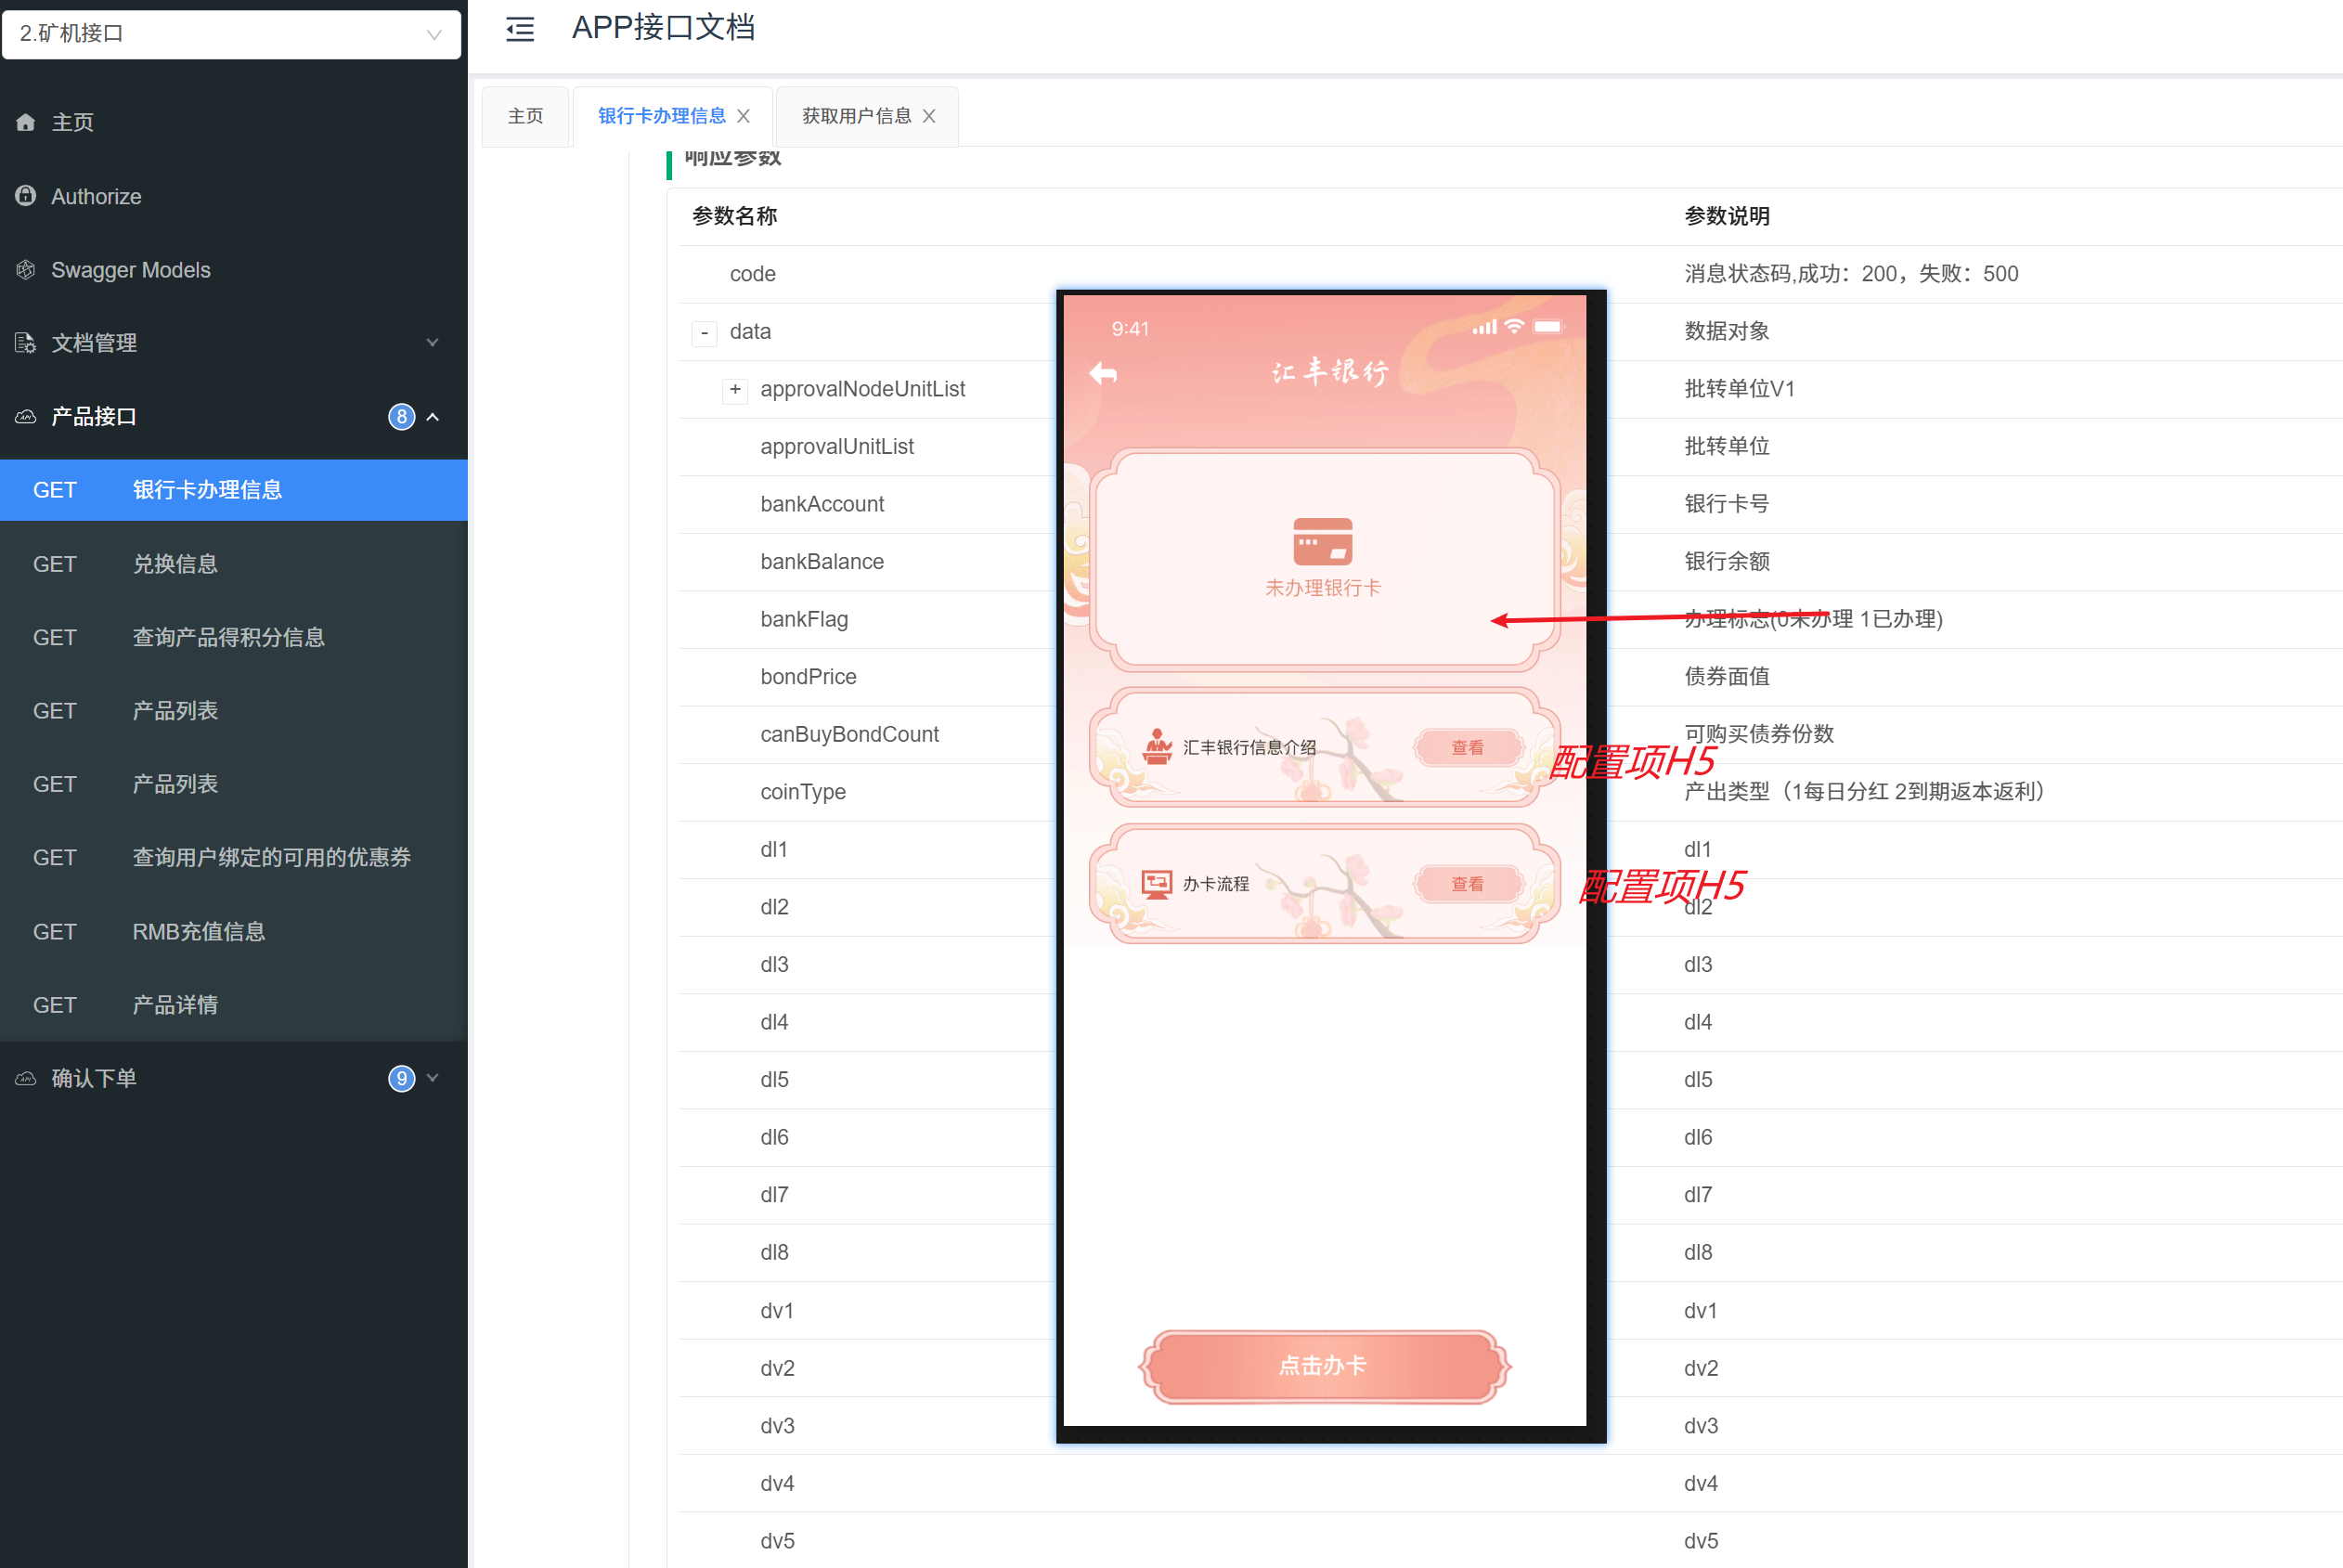 2.矿机接口
APP接口文档
主页
Authorize
Swagger Models
文档管理
产品接口
8
GET 银行卡办理信息
GET 兑换信息
GET 查询产品得积分信息
GET 产品列表
GET 产品列表
GET 查询用户绑定的可用的优惠券
GET RMB充值信息
GET 产品详情
确认下单
9
主页 银行卡办理信息 获取用户信息
响应参数
参数名称 参数说明
code 消息状态码,成功：200，失败：500
- data 数据对象
+ approvalNodeUnitList 批转单位V1
approvalUnitList 批转单位
bankAccount 银行卡号
bankBalance 银行余额
bankFlag 办理标志(0未办理 1已办理)
bondPrice 债券面值
canBuyBondCount 可购买债券份数
coinType 产出类型（1每日分红 2到期返本返利）
dl1 dl1
dl2 dl2
dl3 dl3
dl4 dl4
dl5 dl5
dl6 dl6
dl7 dl7
dl8 dl8
dv1 dv1
dv2 dv2
dv3 dv3
dv4 dv4
dv5 dv5
9:41
汇丰银行
未办理银行卡
汇丰银行信息介绍 查看
配置项H5
办卡流程 查看
配置项H5
点击办卡